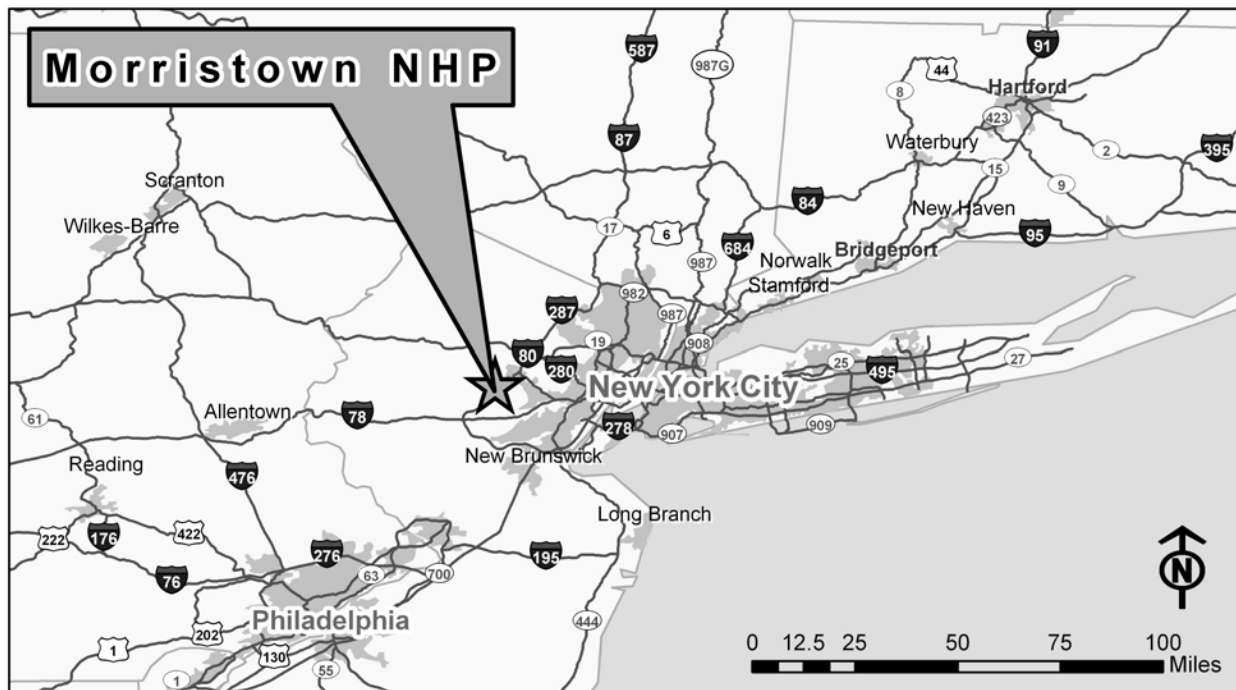 Morristown NHP
587
987G
91
44
Hartford
8
423
87
Waterbury
2
395
15
Scranton
84
9
New Haven
Wilkes-Barre
17
6
684
95
Bridgeport
987
Norwalk
Stamford
982
287
987
19
908
80
25
27
280
495
New York City
Allentown
78
61
278
907
909
New Brunswick
Reading
476
Long Branch
222
176
422
276
195
76
63
700
Philadelphia
444
202
1
130
55
1
N
0 12.5 25 50 75 100
Miles